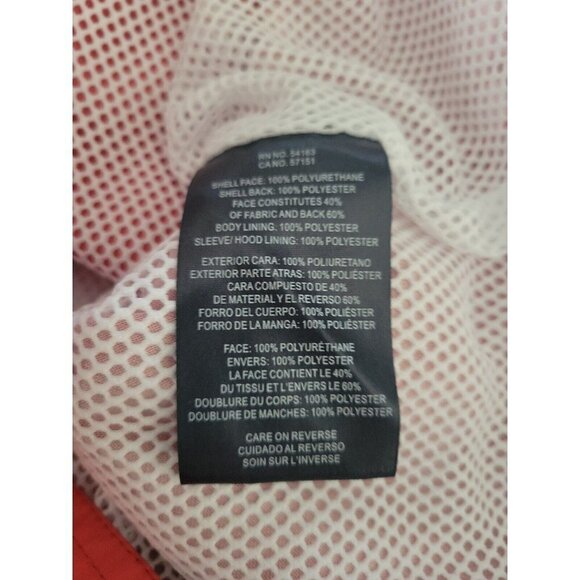 RN NO. 54163
CA NO. 57151
SHELL FACE: 100% POLYURETHANE
SHELL BACK: 100% POLYESTER
FACE CONSTITUTES 40%
OF FABRIC AND BACK 60%
BODY LINING: 100% POLYESTER
SLEEVE/ HOOD LINING: 100% POLYESTER
EXTERIOR CARA: 100% POLIURETANO
EXTERIOR PARTE ATRAS: 100% POLIÉSTER
CARA COMPUESTO DE 40%
DE MATERIAL Y EL REVERSO 60%
FORRO DEL CUERPO: 100% POLIÉSTER
FORRO DE LA MANGA: 100% POLIÉSTER
FACE: 100% POLYURÉTHANE
ENVERS: 100% POLYESTER
LA FACE CONTIENT LE 40%
DU TISSU ET L'ENVERS LE 60%
DOUBLURE DU CORPS: 100% POLYESTER
DOUBLURE DE MANCHES: 100% POLYESTER
CARE ON REVERSE
CUIDADO AL REVERSO
SOIN SUR L'INVERSE